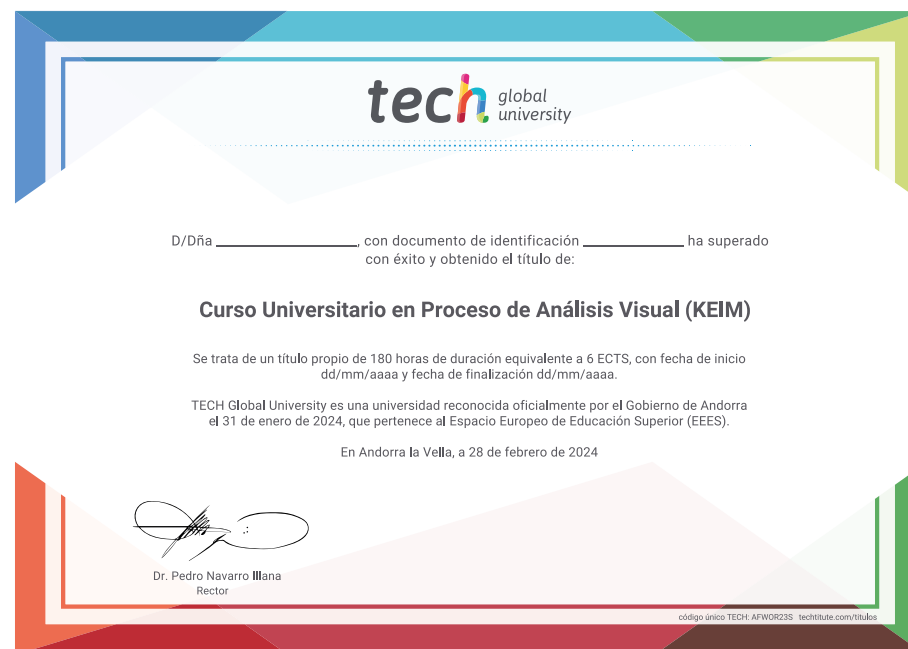 tech global university
D/Dña ______________, con documento de identificación __________ ha superado
con éxito y obtenido el título de:
Curso Universitario en Proceso de Análisis Visual (KEIM)
Se trata de un título propio de 180 horas de duración equivalente a 6 ECTS, con fecha de inicio
dd/mm/aaaa y fecha de finalización dd/mm/aaaa.
TECH Global University es una universidad reconocida oficialmente por el Gobierno de Andorra
el 31 de enero de 2024, que pertenece al Espacio Europeo de Educación Superior (EEES).
En Andorra la Vella, a 28 de febrero de 2024
Dr. Pedro Navarro Illana
Rector
código único TECH: AFWOR23S techtitute.com/titulos